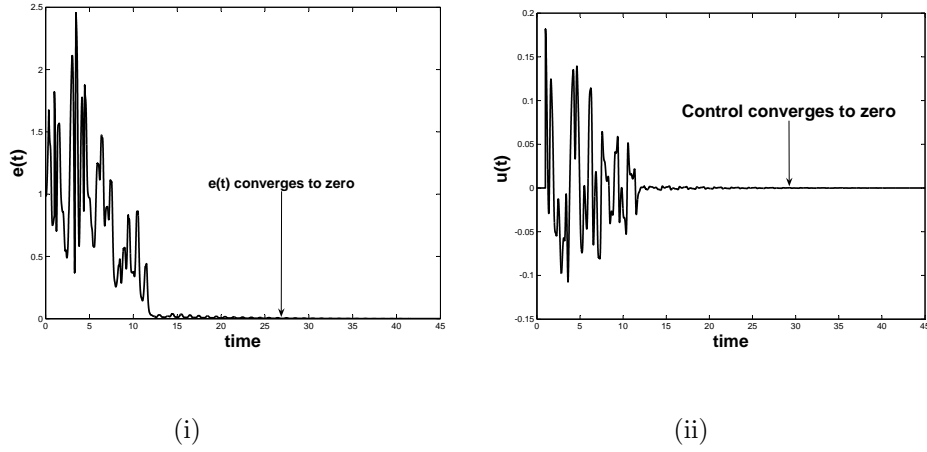 2.5
2
1.5
1
0.5
0
e(t)
e(t) converges to zero
0 5 10 15 20 25 30 35 40 45
time
(i)
0.2
0.15
0.1
0.05
0
-0.05
-0.1
-0.15
u(t)
Control converges to zero
0 5 10 15 20 25 30 35 40 45
time
(ii)